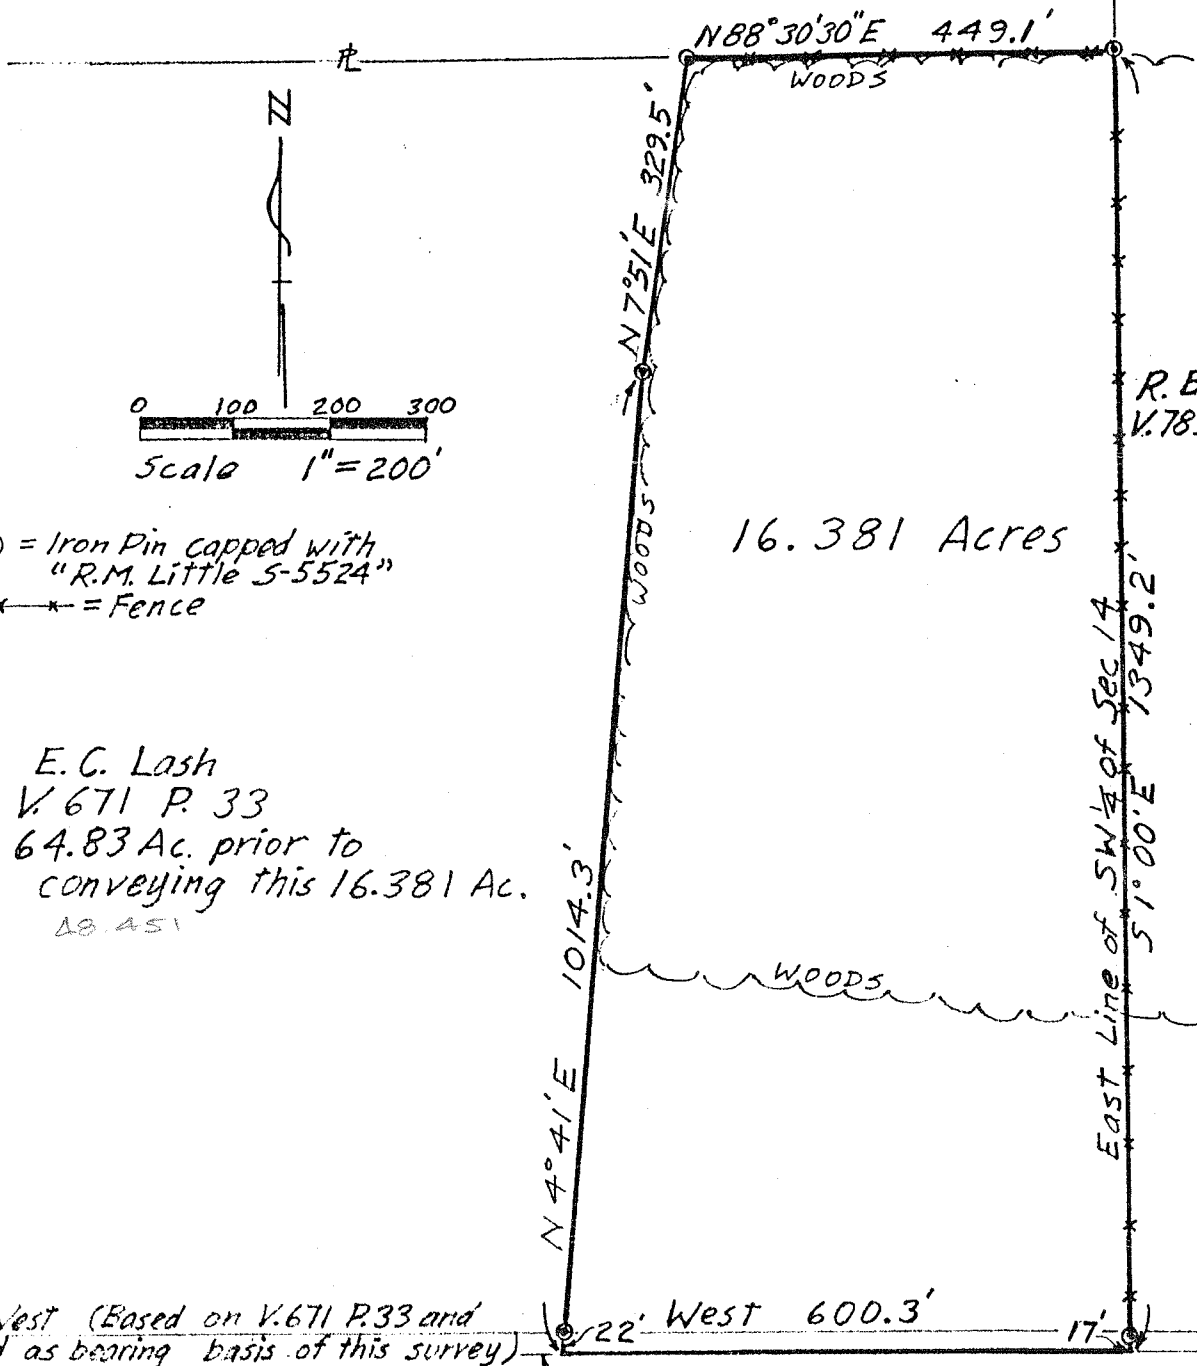 N88°30'30"E 449.1'
PL
WOODS
N
N7°51'E 329.5'
0 100 200 300
Scale 1"=200'
R. E
V.78
16.381 Acres
WOODS
= Iron Pin capped with
"R.M. Little S-5524"
x—x— = Fence
East Line of SW¼ of Sec 14
S1°00'E 1349.2'
E.C. Lash
V. 671 P. 33
64.83 Ac. prior to
conveying this 16.381 Ac.
48.451
N4°41'E 1014.3'
WOODS
West (Based on V.671 P.33 and
as bearing basis of this survey)
22' West 600.3' 17'